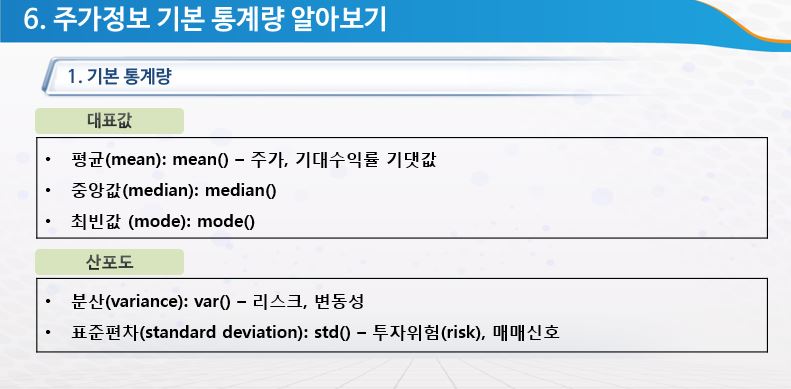 6. 주가정보 기본 통계량 알아보기
1. 기본 통계량
대표값
• 평균(mean): mean() – 주가, 기대수익률 기댓값
• 중앙값(median): median()
• 최빈값 (mode): mode()
산포도
• 분산(variance): var() – 리스크, 변동성
• 표준편차(standard deviation): std() – 투자위험(risk), 매매신호